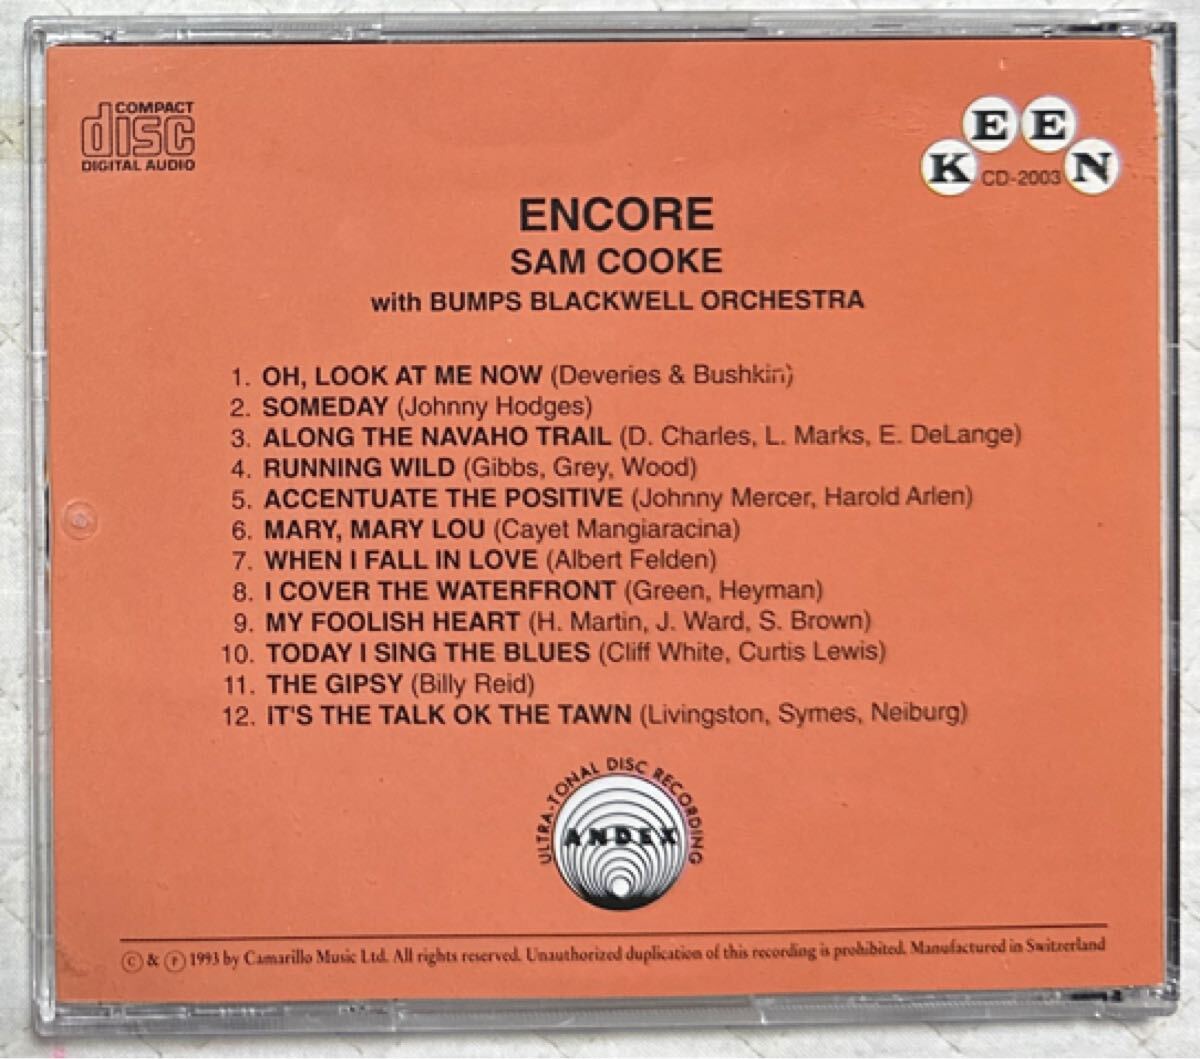 COMPACT
disc
DIGITAL AUDIO
KEEN
CD-2003
ENCORE
SAM COOKE
with BUMPS BLACKWELL ORCHESTRA
1. OH, LOOK AT ME NOW (Deveries & Bushkin)
2. SOMEDAY (Johnny Hodges)
3. ALONG THE NAVAHO TRAIL (D. Charles, L. Marks, E. DeLange)
4. RUNNING WILD (Gibbs, Grey, Wood)
5. ACCENTUATE THE POSITIVE (Johnny Mercer, Harold Arlen)
6. MARY, MARY LOU (Cayet Mangiaracina)
7. WHEN I FALL IN LOVE (Albert Felden)
8. I COVER THE WATERFRONT (Green, Heyman)
9. MY FOOLISH HEART (H. Martin, J. Ward, S. Brown)
10. TODAY I SING THE BLUES (Cliff White, Curtis Lewis)
11. THE GIPSY (Billy Reid)
12. IT'S THE TALK OK THE TAWN (Livingston, Symes, Neiburg)
ULTRA-TONAL DISC RECORDING
ANDEX
© & ℗ 1993 by Camarillo Music Ltd. All rights reserved. Unauthorized duplication of this recording is prohibited. Manufactured in Switzerland